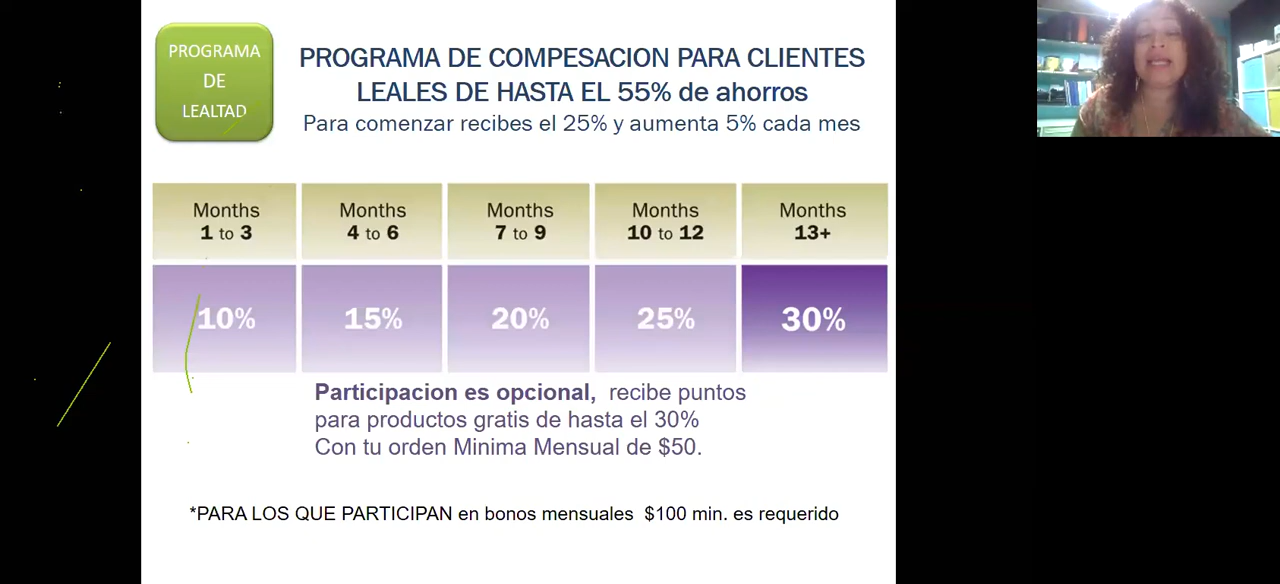 PROGRAMA
DE
LEALTAD
PROGRAMA DE COMPESACION PARA CLIENTES
LEALES DE HASTA EL 55% de ahorros
Para comenzar recibes el 25% y aumenta 5% cada mes
Months
1 to 3
Months
4 to 6
Months
7 to 9
Months
10 to 12
Months
13+
10%
15%
20%
25%
30%
Participacion es opcional, recibe puntos
para productos gratis de hasta el 30%
Con tu orden Minima Mensual de $50.
*PARA LOS QUE PARTICIPAN en bonos mensuales $100 min. es requerido